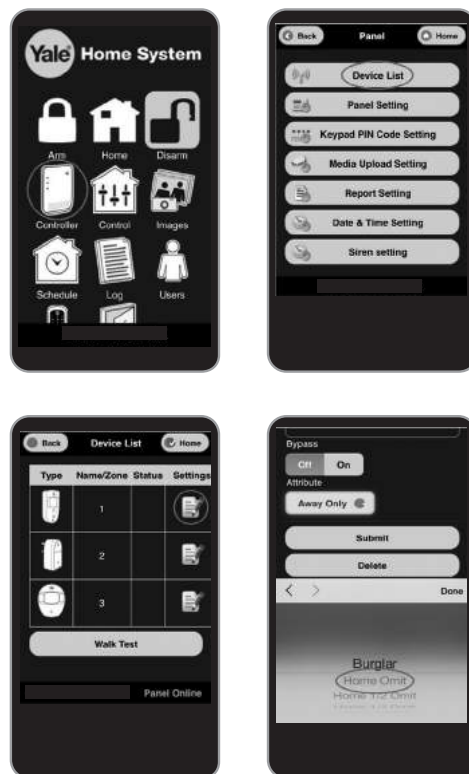 Yale Home System
Arm Home Disarm
Controller Control Images
Schedule Log Users
Back Panel Home
Device List
Panel Setting
Keypad PIN Code Setting
Media Upload Setting
Report Setting
Date & Time Setting
Siren setting
Back Device List Home
Type Name/Zone Status Settings
1
2
3
Walk Test
Panel Online
Bypass
Off On
Attribute
Away Only
Submit
Delete
Done
Burglar
Home Omit
Home 1/2 Omit